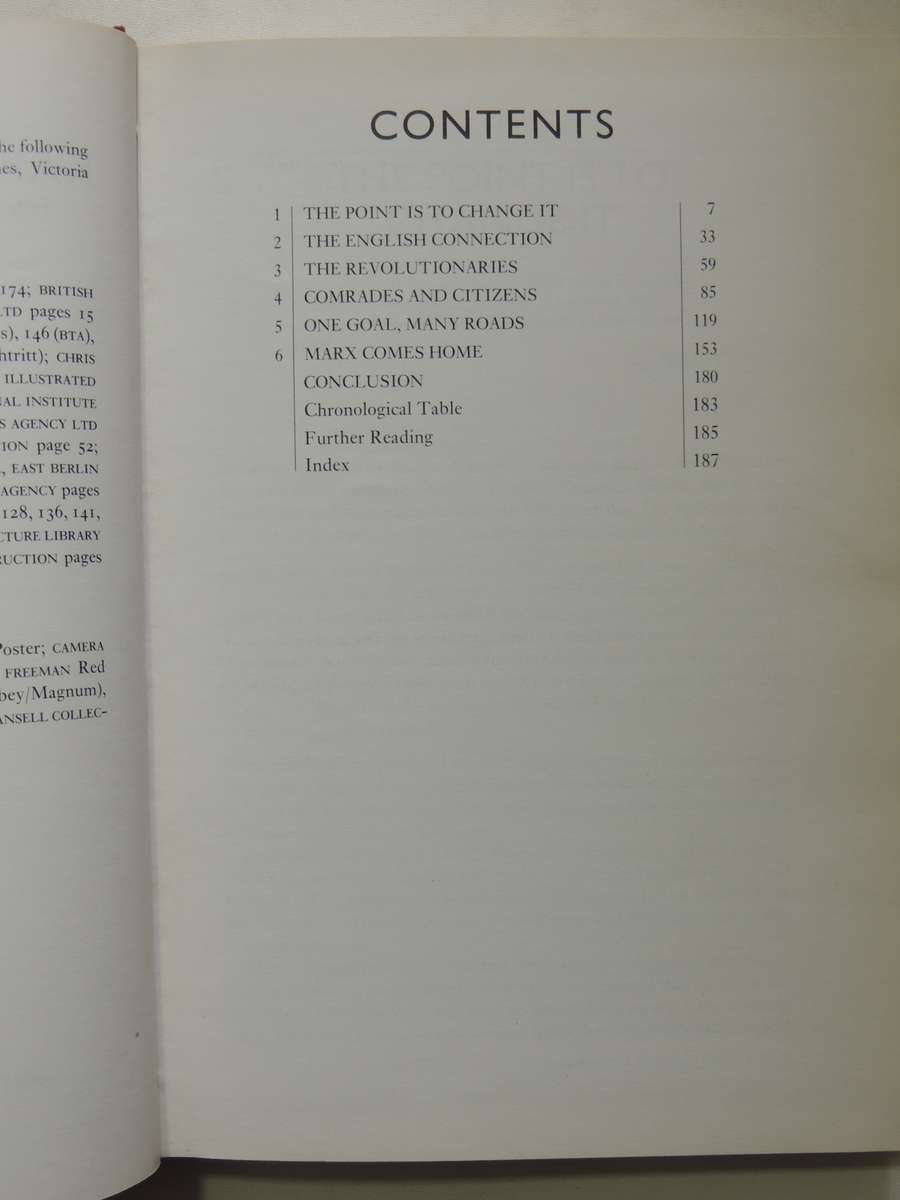 he following
es, Victoria
174; BRITISH
LTD pages 15
s), 146 (BTA),
htritt); CHRIS
ILLUSTRATED
NAL INSTITUTE
S AGENCY LTD
ION page 52;
, EAST BERLIN
AGENCY pages
128, 136, 141,
CTURE LIBRARY
RUCTION pages
Poster; CAMERA
FREEMAN Red
bey/Magnum),
ANSELL COLLEC-
CONTENTS
1 THE POINT IS TO CHANGE IT 7
2 THE ENGLISH CONNECTION 33
3 THE REVOLUTIONARIES 59
4 COMRADES AND CITIZENS 85
5 ONE GOAL, MANY ROADS 119
6 MARX COMES HOME 153
CONCLUSION 180
Chronological Table 183
Further Reading 185
Index 187